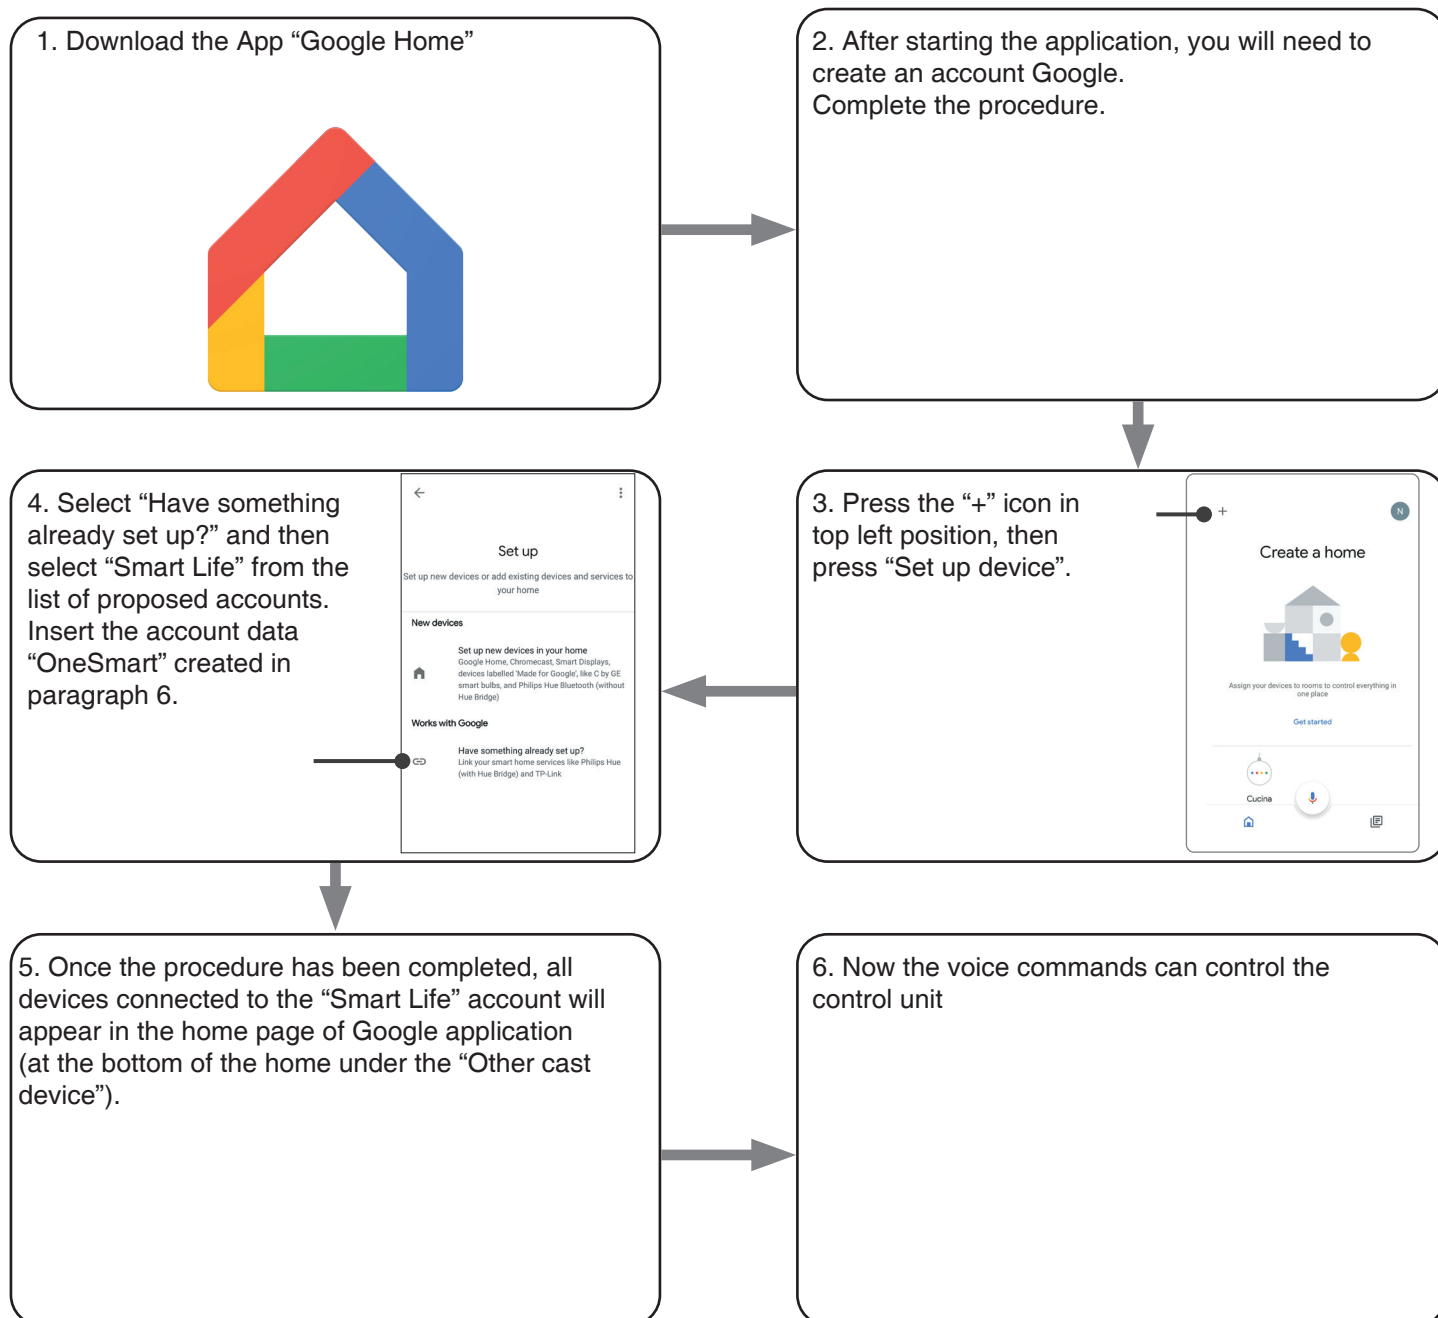 1. Download the App “Google Home”
2. After starting the application, you will need to
create an account Google.
Complete the procedure.
3. Press the “+” icon in
top left position, then
press “Set up device”.
+
N
Create a home
Assign your devices to rooms to control everything in
one place
Get started
Cucina
4. Select “Have something
already set up?” and then
select “Smart Life” from the
list of proposed accounts.
Insert the account data
“OneSmart” created in
paragraph 6.
Set up
Set up new devices or add existing devices and services to
your home
New devices
Set up new devices in your home
Google Home, Chromecast, Smart Displays,
devices labelled 'Made for Google', like C by GE
smart bulbs, and Philips Hue Bluetooth (without
Hue Bridge)
Works with Google
Have something already set up?
Link your smart home services like Philips Hue
(with Hue Bridge) and TP-Link
5. Once the procedure has been completed, all
devices connected to the “Smart Life” account will
appear in the home page of Google application
(at the bottom of the home under the “Other cast
device”).
6. Now the voice commands can control the
control unit